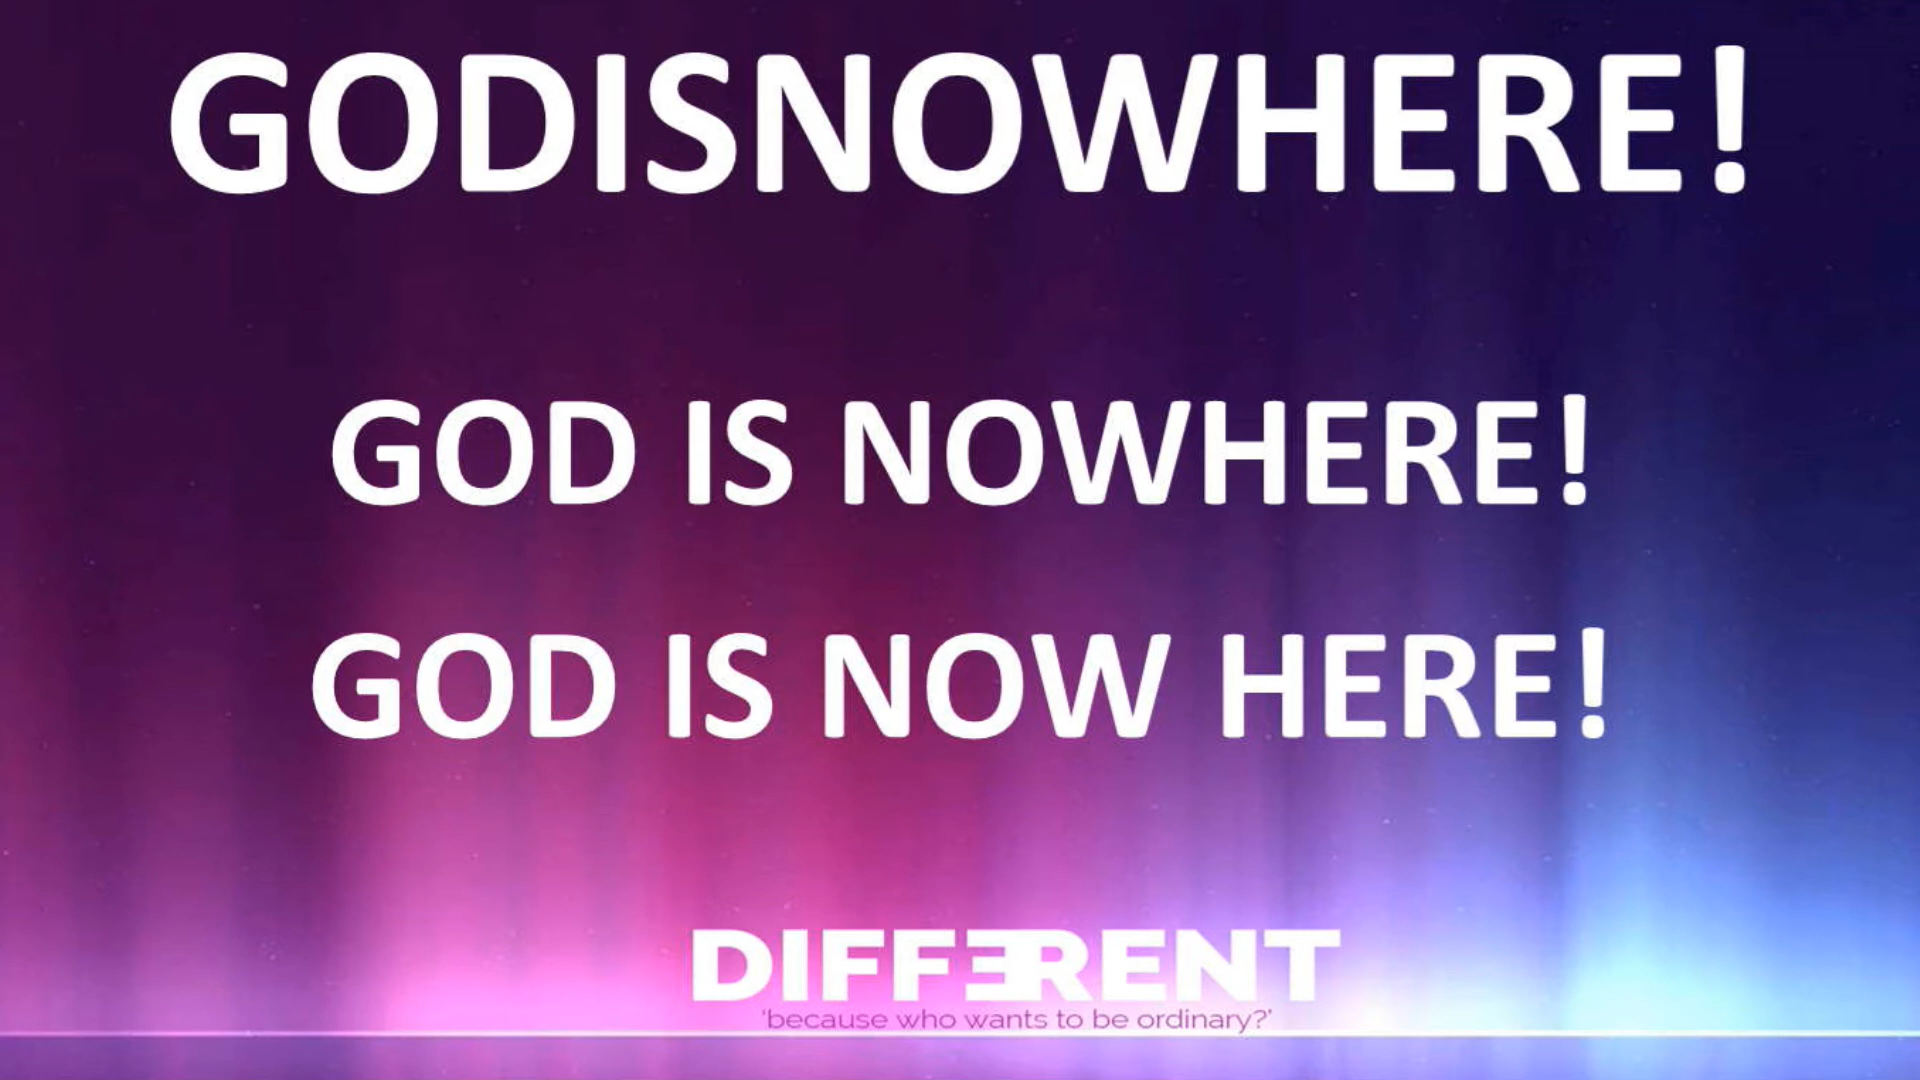 GODISNOWHERE!
GOD IS NOWHERE!
GOD IS NOW HERE!
DIFFERENT
'because who wants to be ordinary?'